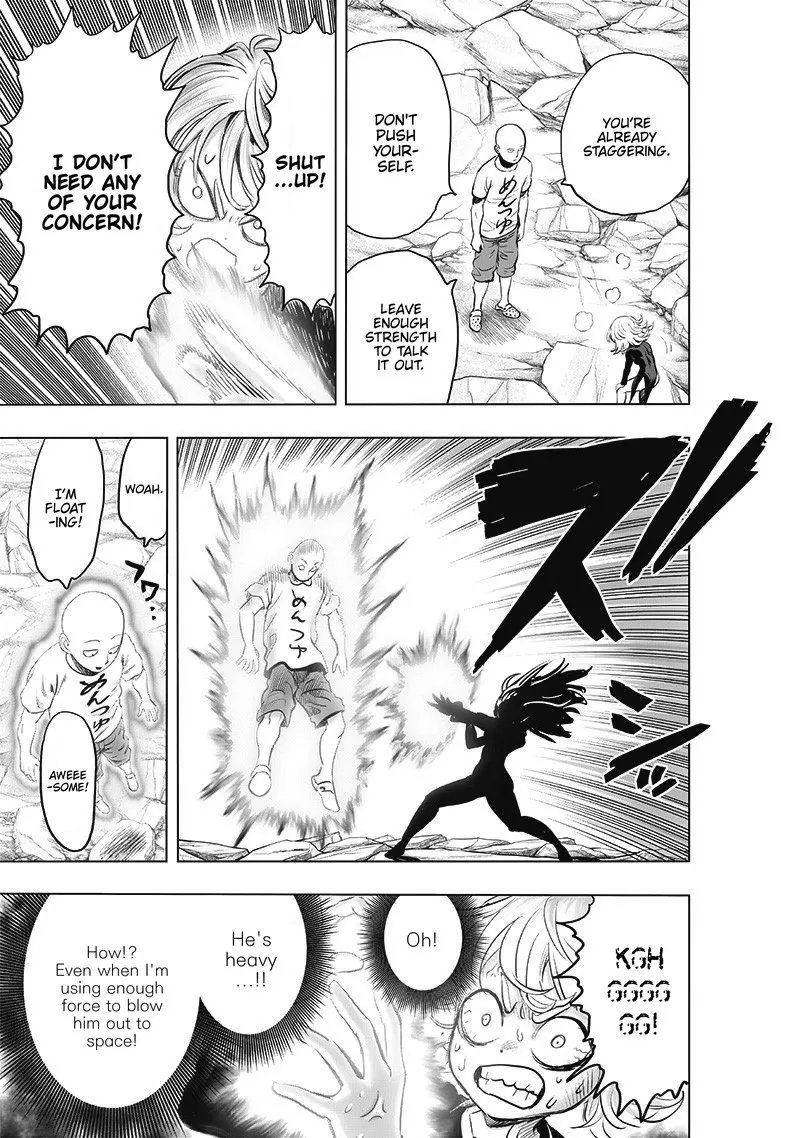 YOU'RE
ALREADY
STAGGERING.
DON'T
PUSH
YOUR-
SELF.
めんつゆ
LEAVE
ENOUGH
STRENGTH
TO TALK
IT OUT.
SHUT
...UP!
I DON'T
NEED ANY
OF YOUR
CONCERN!
ズッ
めんつゆ
WOAH.
I'M
FLOAT
-ING!
フワ..
めんつゆ
AWEEE
-SOME!
KGH
GGGG
GG!
Oh!
He's
heavy
...!!
How!?
Even when I'm
using enough
force to blow
him out to
space!